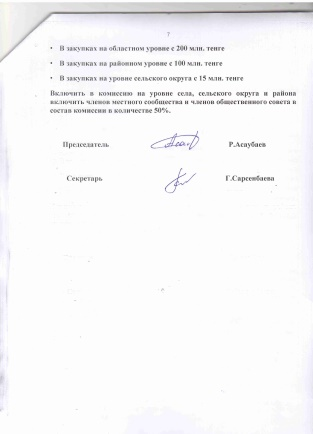 7
• В закупках на областном уровне с 200 млн. тенге
• В закупках на районном уровне с 100 млн. тенге
• В закупках на уровне сельского округа с 15 млн. тенге
Включить в комиссию на уровне села, сельского округа и района
включить членов местного сообщества и членов общественного совета в
состав комиссии в количестве 50%.
Председатель Р.Асаубаев
Секретарь Г.Сарсенбаева